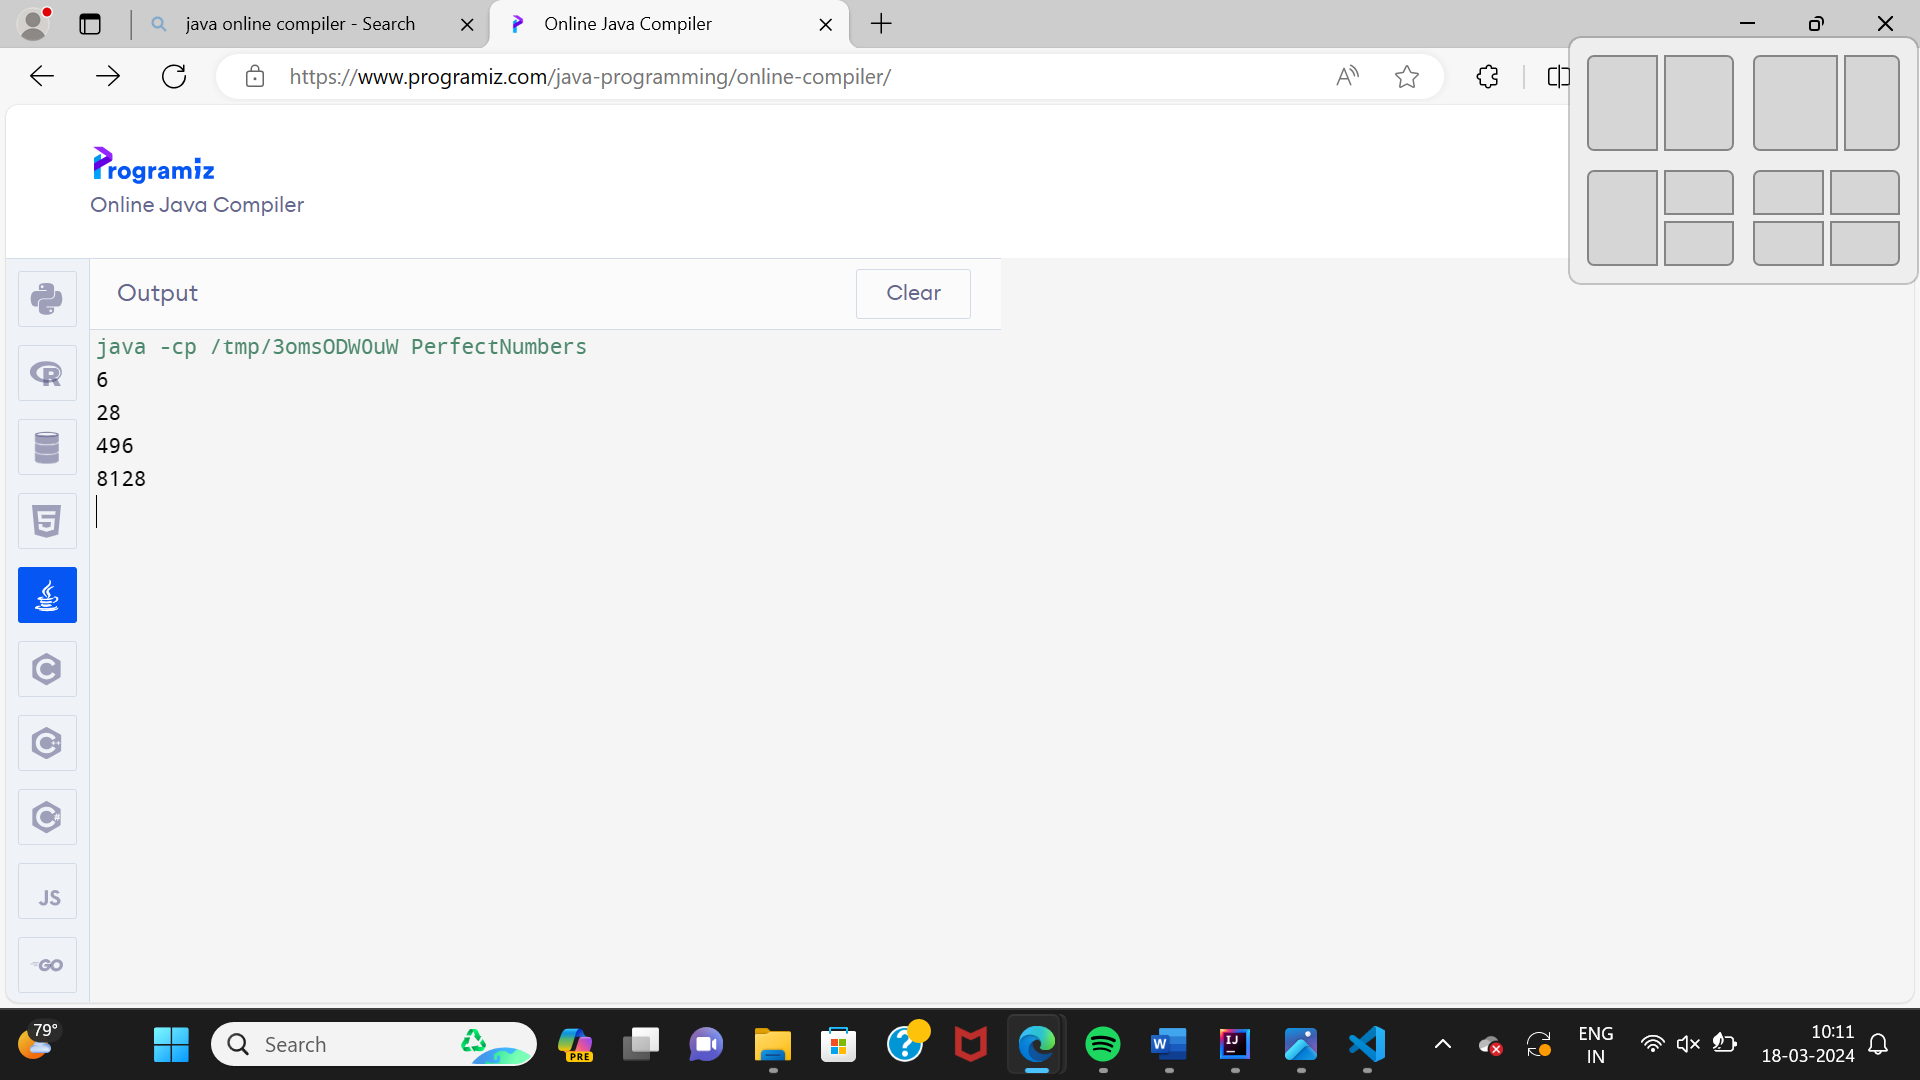 java online compiler - Search
Online Java Compiler
https://www.programiz.com/java-programming/online-compiler/
Programiz
Online Java Compiler
Output
Clear
java -cp /tmp/3omsODWOuW PerfectNumbers
6
28
496
8128
JS
GO
79°
Search
PRE
ENG
IN
10:11
18-03-2024